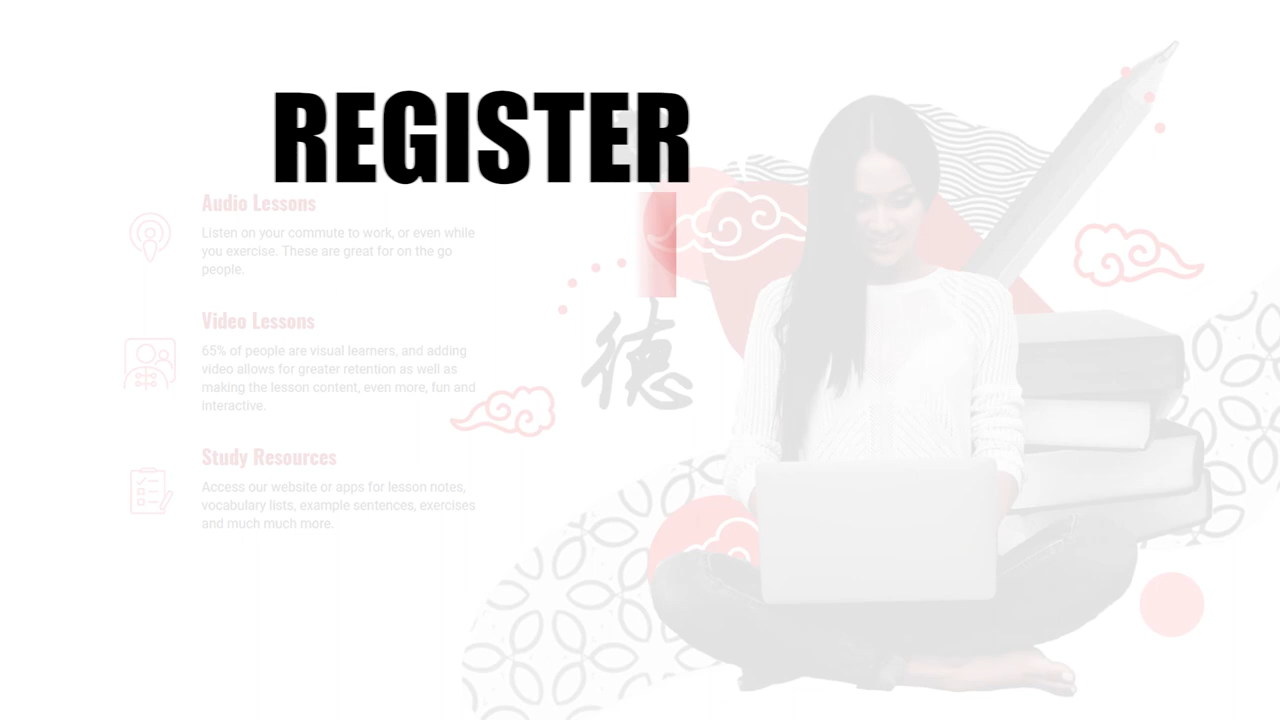 REGISTER
Audio Lessons
Listen on your commute to work, or even while
you exercise. These are great for on the go
people.
Video Lessons
65% of people are visual learners, and adding
video allows for greater retention as well as
making the lesson content, even more, fun and
interactive.
Study Resources
Access our website or apps for lesson notes,
vocabulary lists, example sentences, exercises
and much much more.
德